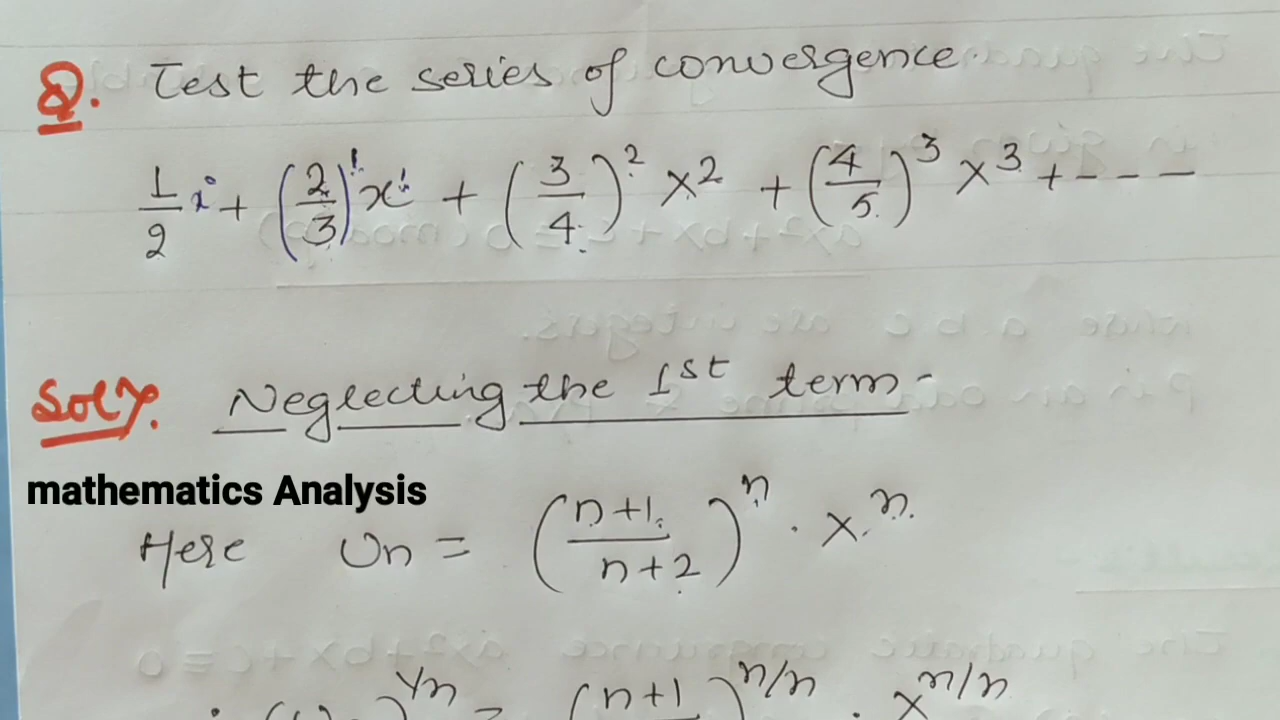 Q. Test the series of convergence.
1/2 x° + (2/3)¹ x¹ + (3/4)² x² + (4/5)³ x³ + - - -
Solⁿ. Neglecting the 1st term -
mathematics Analysis
Here Un = ((n+1)/(n+2))ⁿ . xⁿ